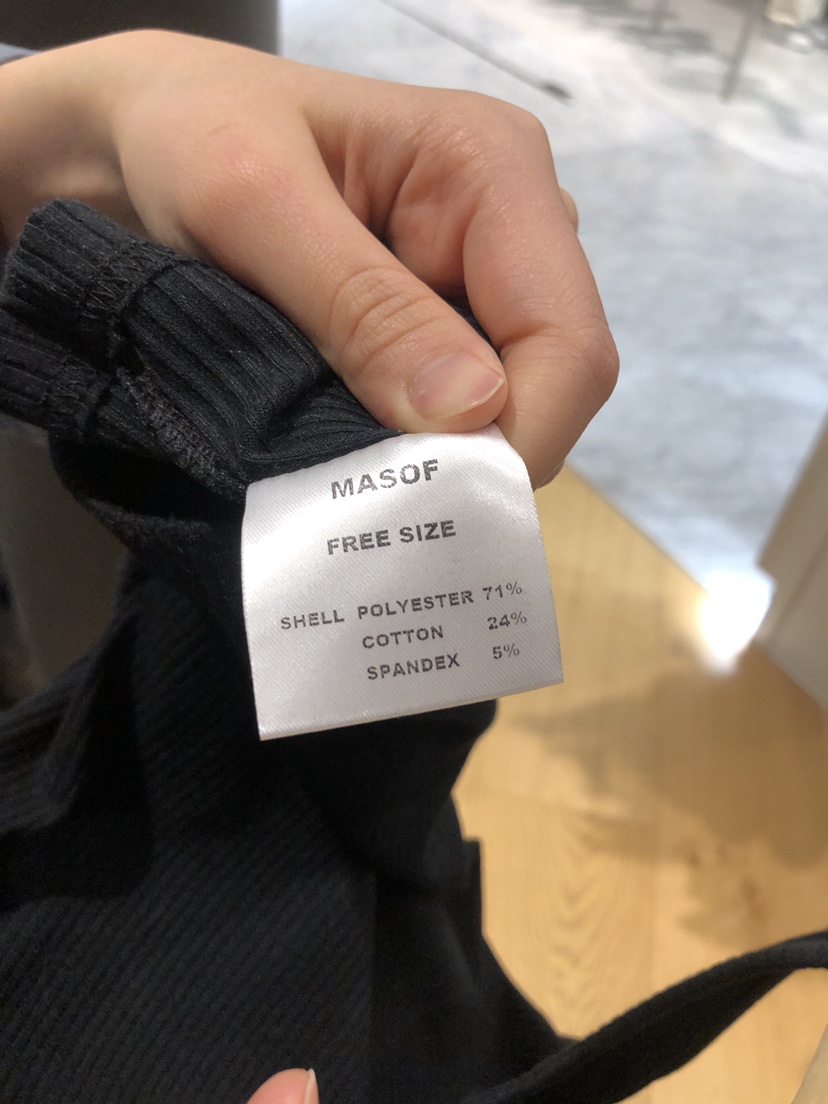 MASOF
FREE SIZE
SHELL POLYESTER 71%
COTTON 24%
SPANDEX 5%